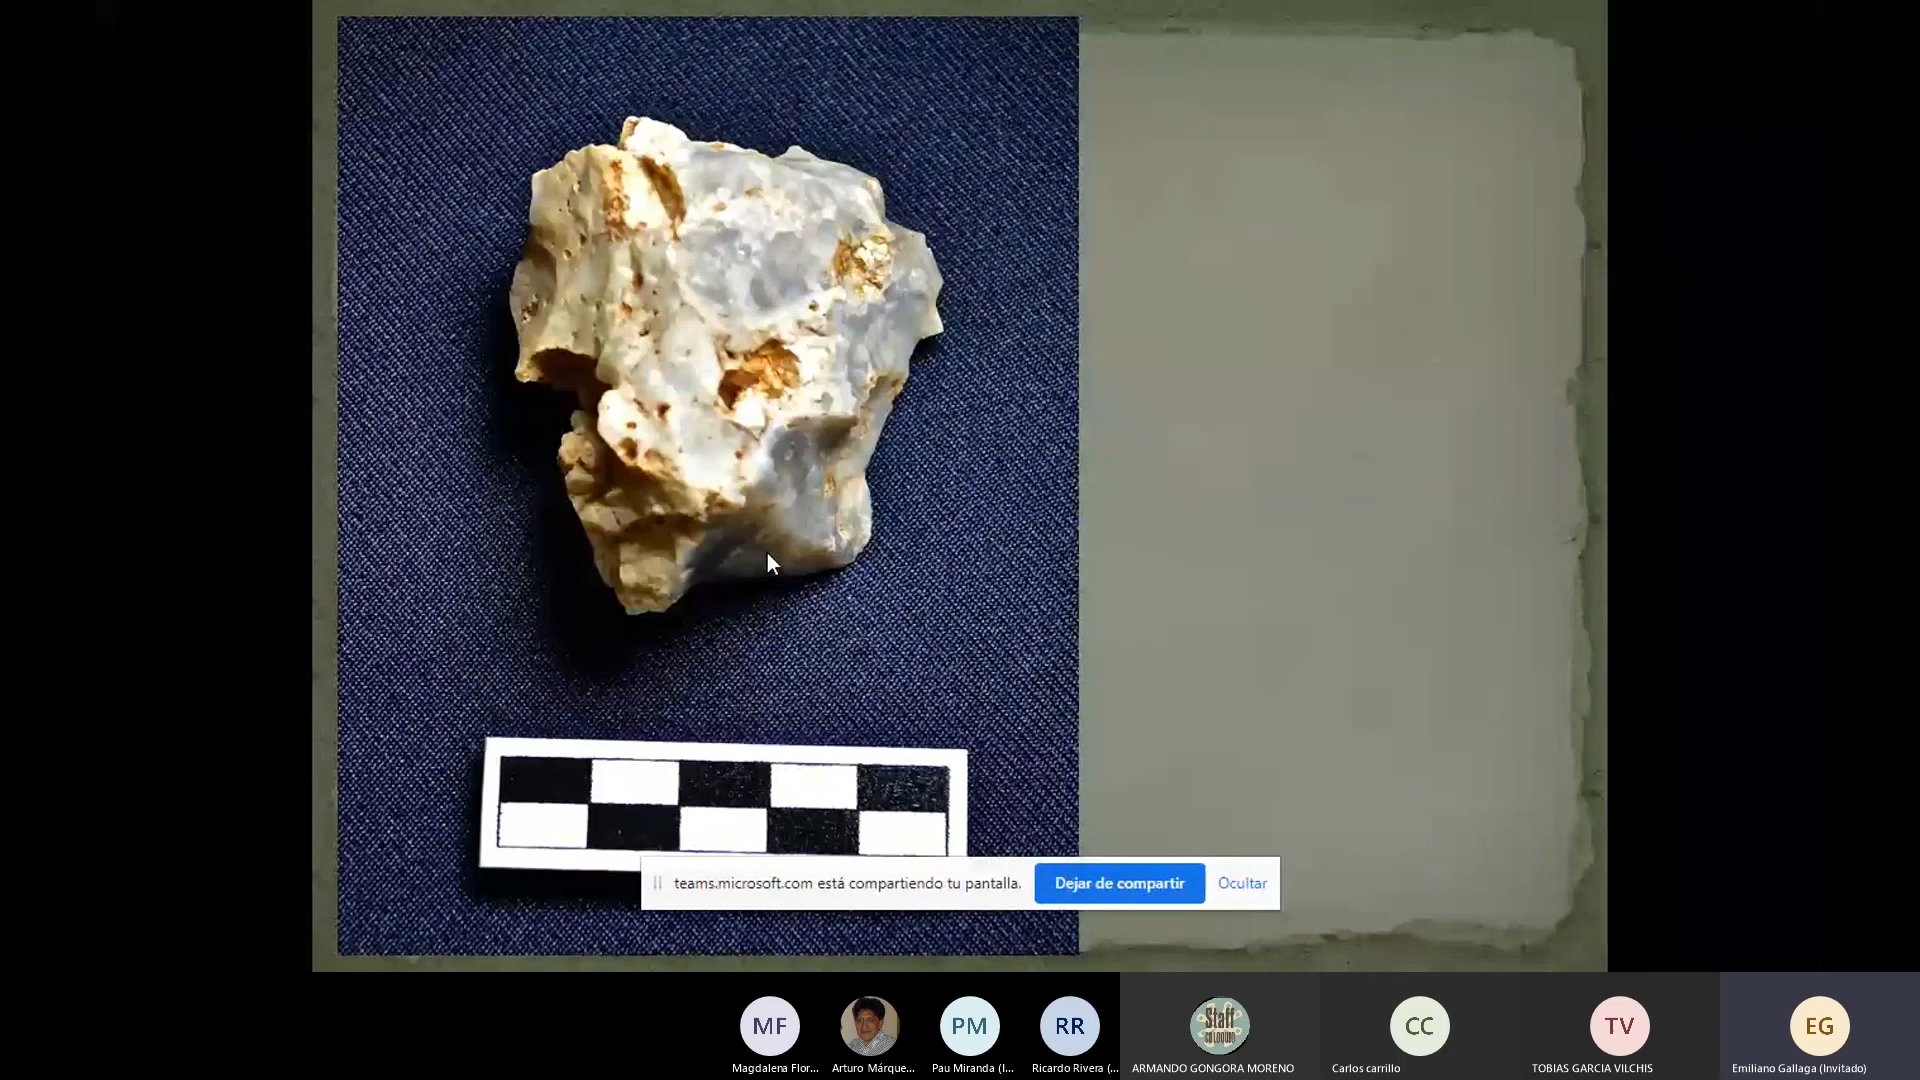 teams.microsoft.com está compartiendo tu pantalla.
Dejar de compartir
Ocultar
MF
PM
RR
Staff
COLOQUIO
CC
TV
EG
Magdalena Flor...
Arturo Márque...
Pau Miranda (I...
Ricardo Rivera (...
ARMANDO GONGORA MORENO
Carlos carrillo
TOBIAS GARCIA VILCHIS
Emiliano Gallaga (Invitado)